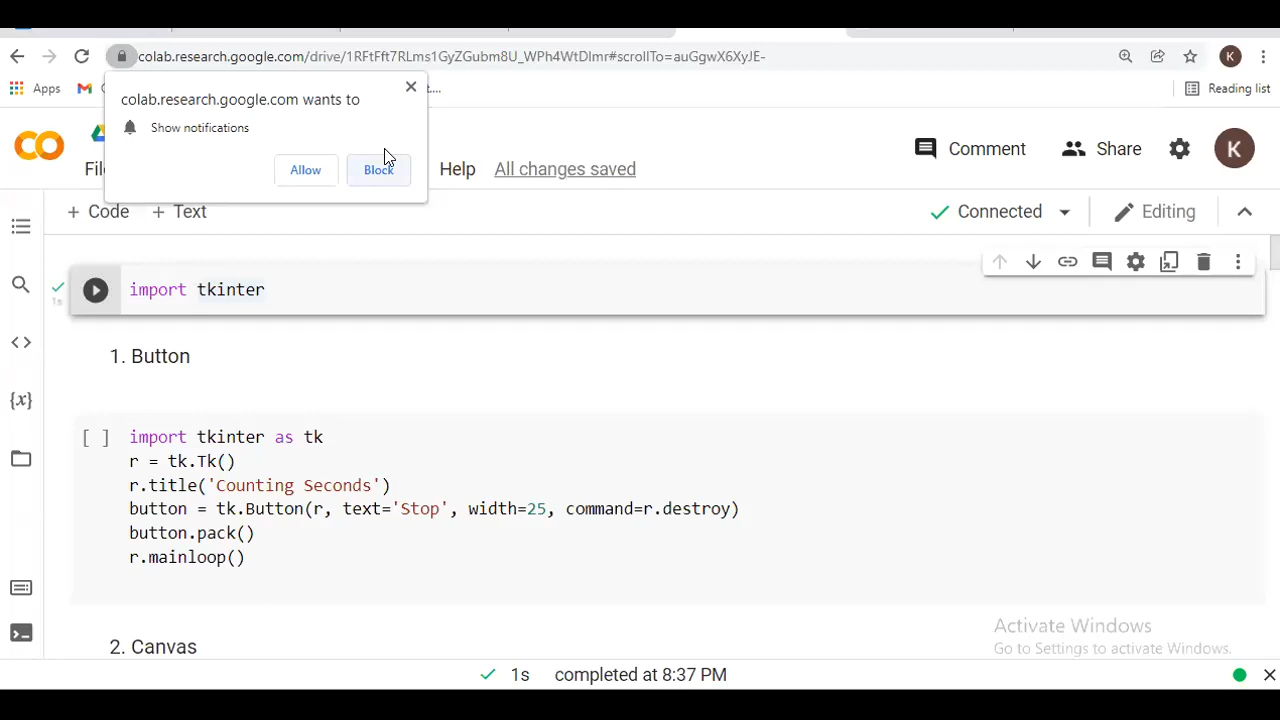 colab.research.google.com/drive/1RFtFft7RLms1GyZGubm8U_WPh4WtDlmr#scrollTo=auGgwX6XyJE-
K
Apps
t....
Reading list
colab.research.google.com wants to
Show notifications
Allow
Block
Help
All changes saved
Comment
Share
K
+ Code
+ Text
Connected
Editing
1s
import tkinter
1. Button
[ ]
import tkinter as tk
r = tk.Tk()
r.title('Counting Seconds')
button = tk.Button(r, text='Stop', width=25, command=r.destroy)
button.pack()
r.mainloop()
2. Canvas
{x}
Activate Windows
Go to Settings to activate Windows.
1s completed at 8:37 PM